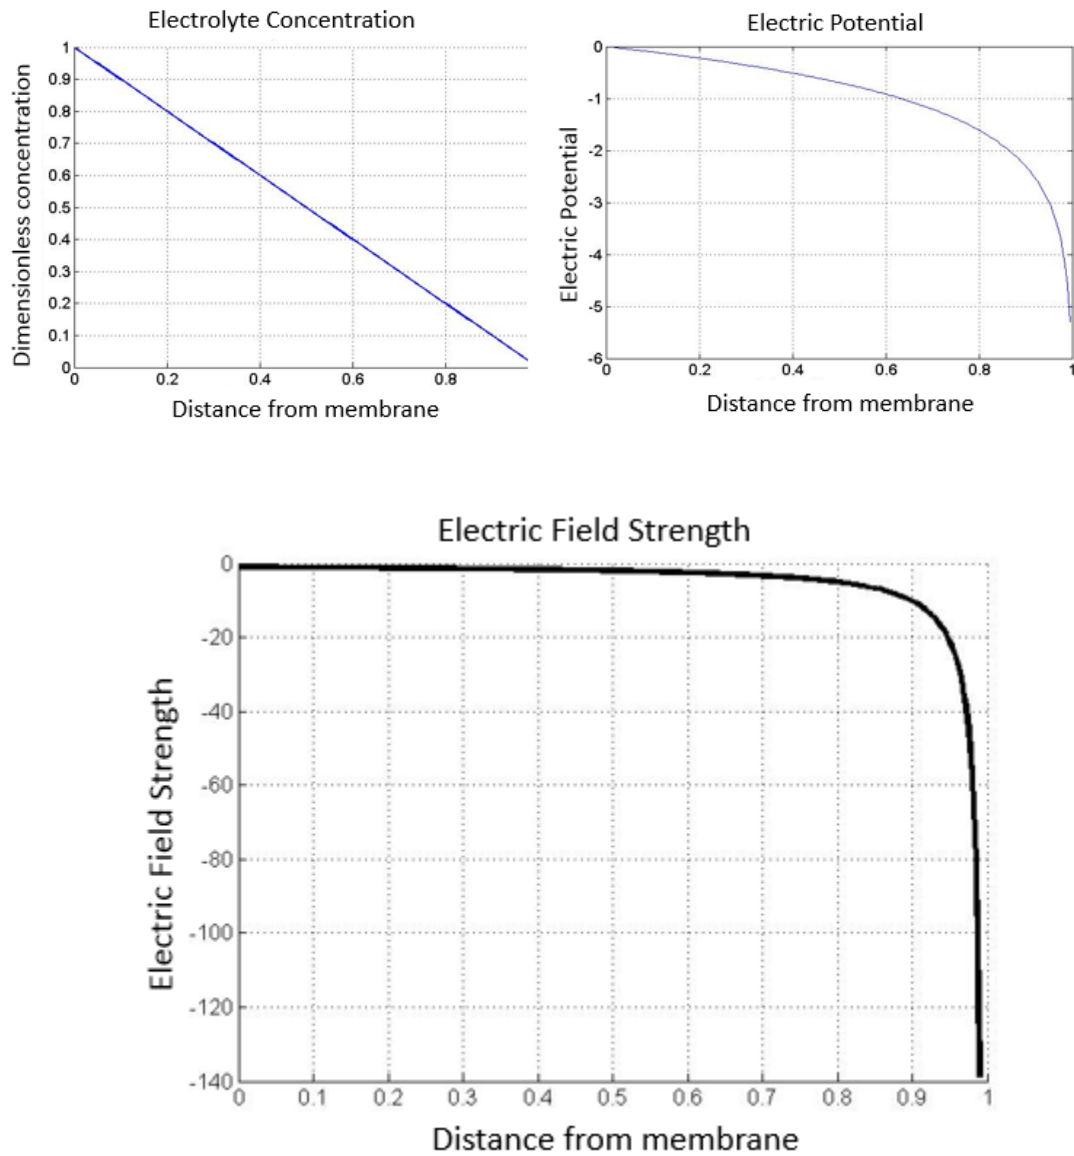 Electrolyte Concentration
Dimensionless concentration
1
0.9
0.8
0.7
0.6
0.5
0.4
0.3
0.2
0.1
0
0 0.2 0.4 0.6 0.8
Distance from membrane
Electric Potential
Electric Potential
0
-1
-2
-3
-4
-5
-6
0 0.2 0.4 0.6 0.8 1
Distance from membrane
Electric Field Strength
Electric Field Strength
0
-20
-40
-60
-80
-100
-120
-140
0 0.1 0.2 0.3 0.4 0.5 0.6 0.7 0.8 0.9 1
Distance from membrane